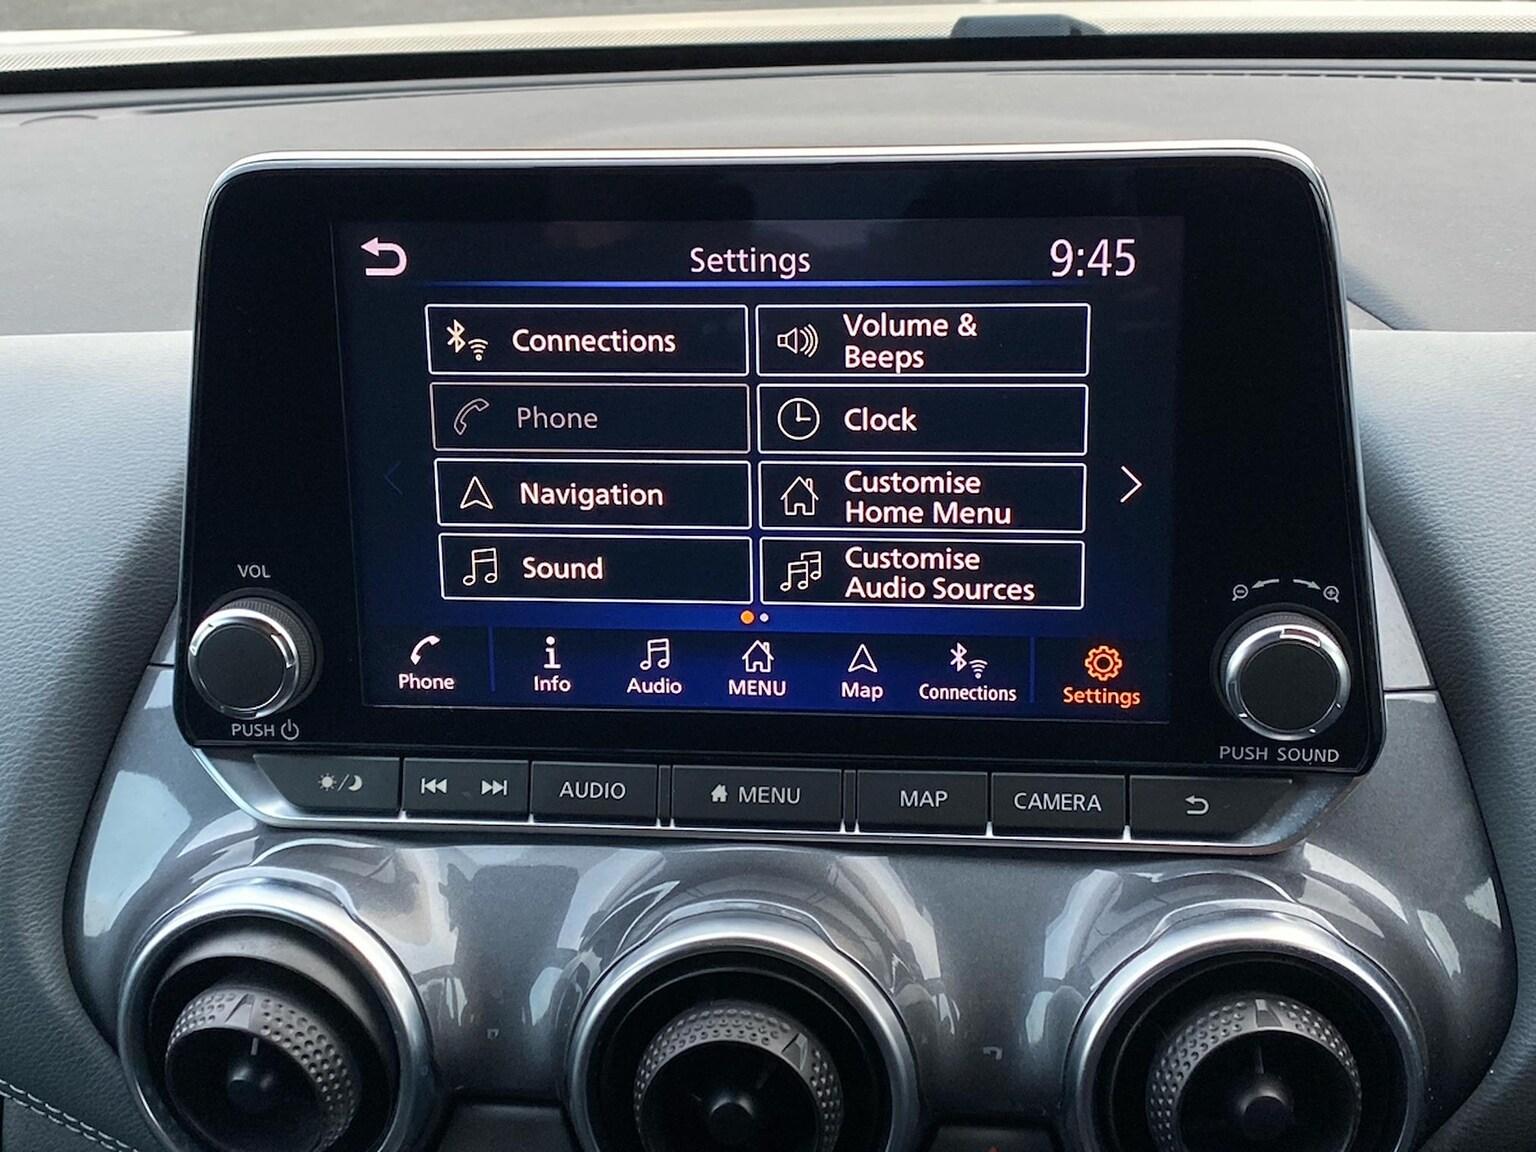 Settings
9:45
Connections
Volume &
Beeps
Phone
Clock
Navigation
Customise
Home Menu
Sound
Customise
Audio Sources
Phone
Info
Audio
MENU
Map
Connections
Settings
VOL
PUSH
PUSH SOUND
AUDIO
MENU
MAP
CAMERA